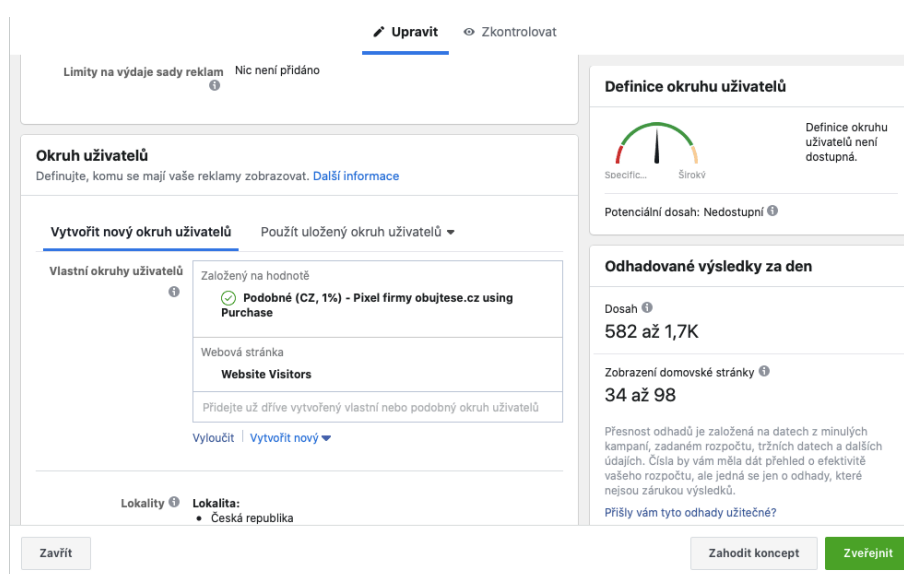 Upravit
Zkontrolovat
Limity na výdaje sady reklam
Nic není přidáno
Okruh uživatelů
Definujte, komu se mají vaše reklamy zobrazovat. Další informace
Vytvořit nový okruh uživatelů
Použít uložený okruh uživatelů
Vlastní okruhy uživatelů
Založený na hodnotě
Podobné (CZ, 1%) - Pixel firmy obujtese.cz using
Purchase
Webová stránka
Website Visitors
Přidejte už dříve vytvořený vlastní nebo podobný okruh uživatelů
Vyloučit
Vytvořit nový
Lokality
Lokalita:
• Česká republika
Definice okruhu uživatelů
Specific...
Široký
Definice okruhu
uživatelů není
dostupná.
Potenciální dosah: Nedostupní
Odhadované výsledky za den
Dosah
582 až 1,7K
Zobrazení domovské stránky
34 až 98
Přesnost odhadů je založená na datech z minulých
kampaní, zadaném rozpočtu, tržních datech a dalších
údajích. Čísla by vám měla dát přehled o efektivitě
vašeho rozpočtu, ale jedná se jen o odhady, které
nejsou zárukou výsledků.
Přišly vám tyto odhady užitečné?
Zavřít
Zahodit koncept
Zveřejnit